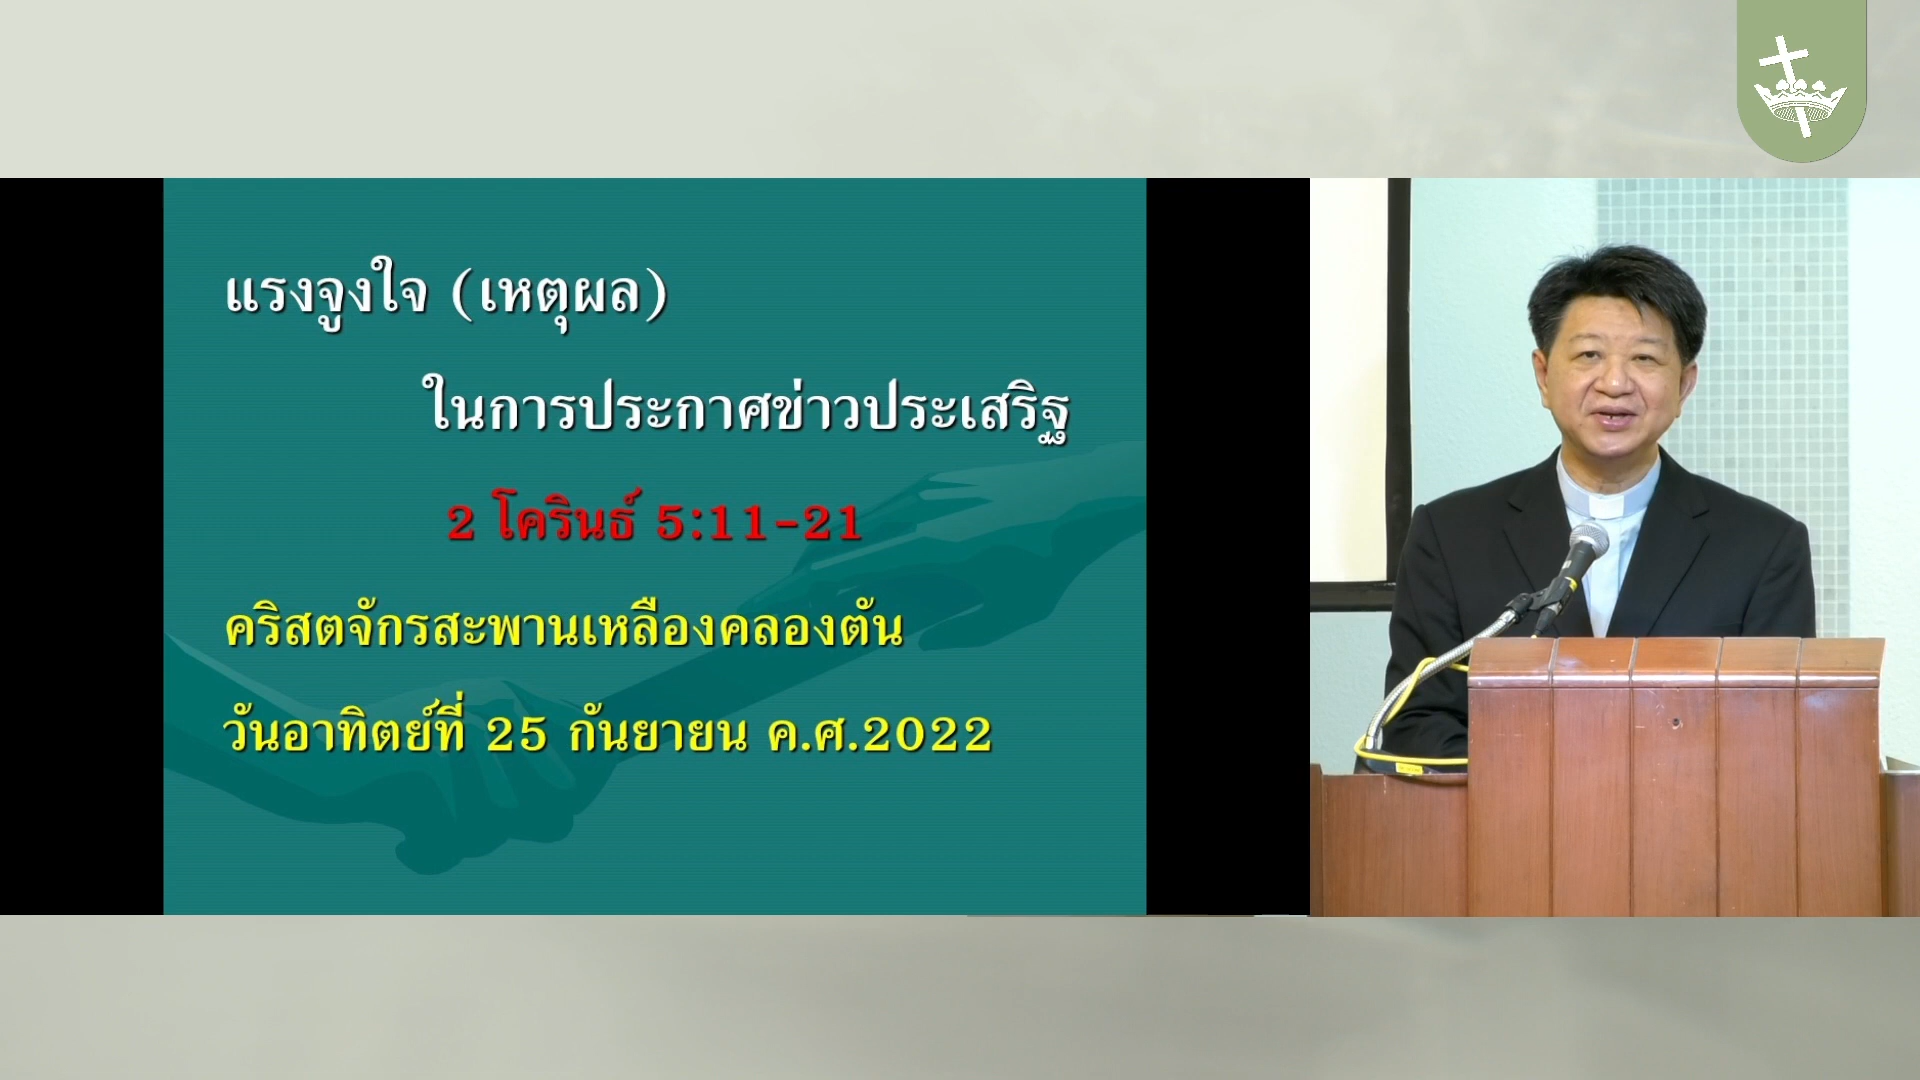 แรงจูงใจ (เหตุผล)
ในการประกาศข่าวประเสริฐ
2 โครินธ์ 5:11-21
คริสตจักรสะพานเหลืองคลองตัน
วันอาทิตย์ที่ 25 กันยายน ค.ศ.2022